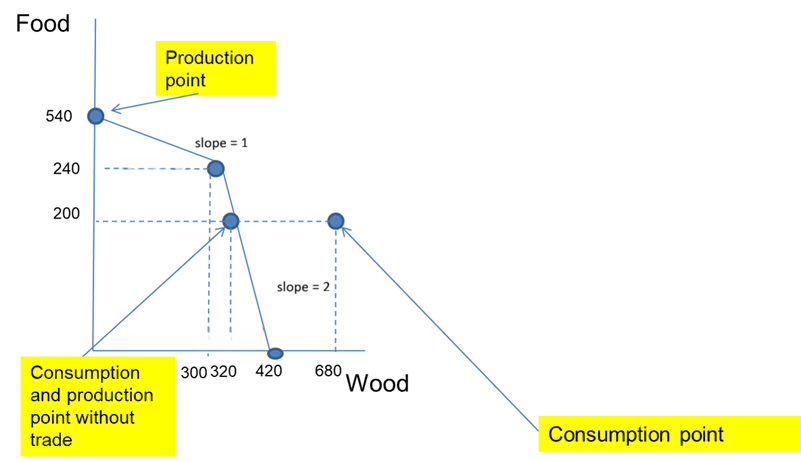 Food
Production
point
540
slope = 1
240
200
slope = 2
Consumption
and production
point without
trade
300 320 420 680
Wood
Consumption point